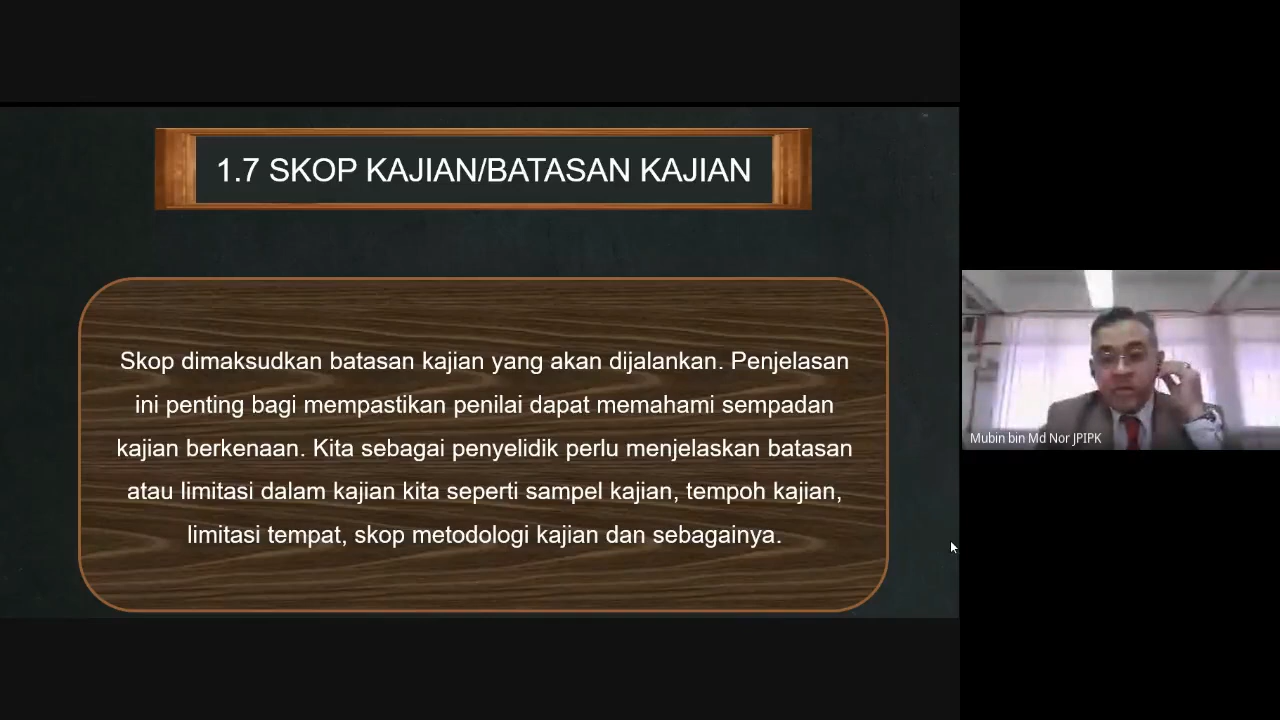 1.7 SKOP KAJIAN/BATASAN KAJIAN
Skop dimaksudkan batasan kajian yang akan dijalankan. Penjelasan
ini penting bagi mempastikan penilai dapat memahami sempadan
kajian berkenaan. Kita sebagai penyelidik perlu menjelaskan batasan
atau limitasi dalam kajian kita seperti sampel kajian, tempoh kajian,
limitasi tempat, skop metodologi kajian dan sebagainya.
Mubin bin Md Nor JPIPK